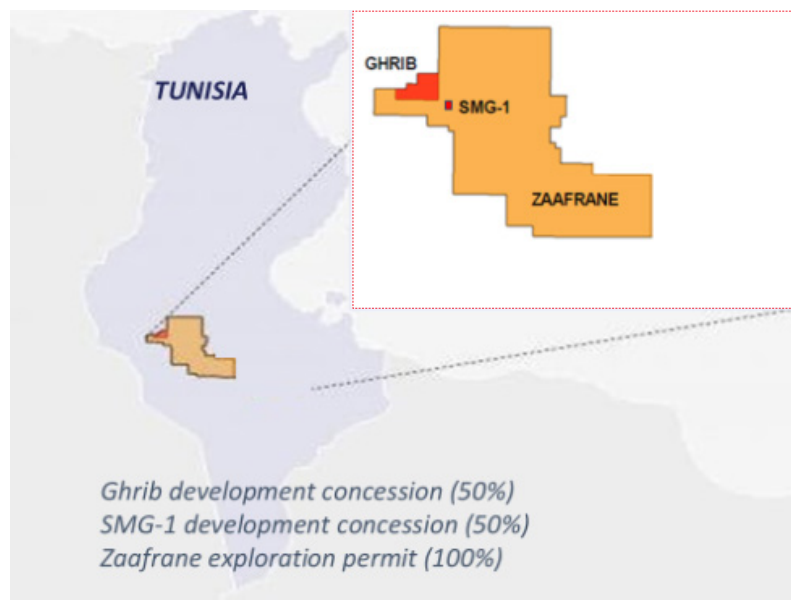 TUNISIA
GHRIB
SMG-1
ZAAFRANE
Ghrib development concession (50%)
SMG-1 development concession (50%)
Zaafrane exploration permit (100%)